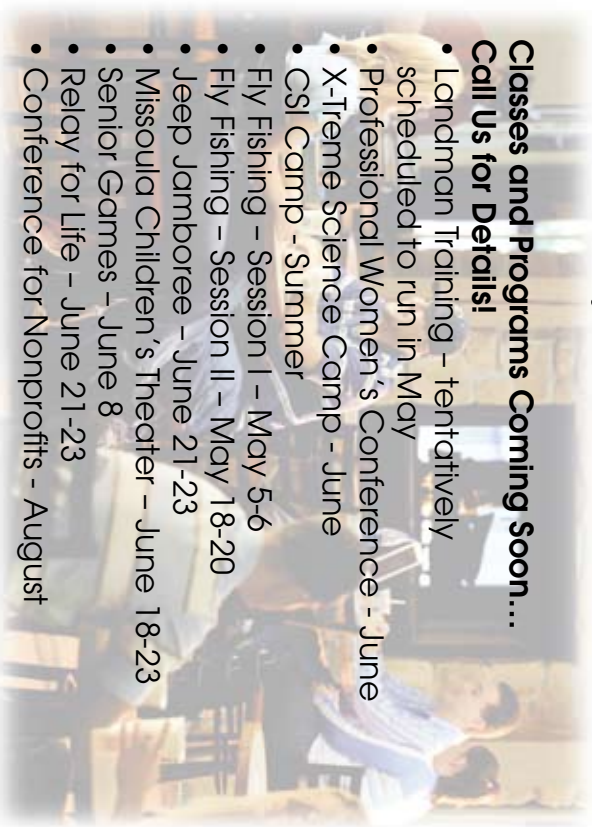 Classes and Programs Coming Soon…
Call Us for Details!
• Landman Training – tentatively
scheduled to run in May
• Professional Women's Conference - June
• X-Treme Science Camp - June
• CSI Camp - Summer
• Fly Fishing – Session I – May 5-6
• Fly Fishing – Session II – May 18-20
• Jeep Jamboree – June 21-23
• Missoula Children's Theater – June 18-23
• Senior Games - June 8
• Relay for Life – June 21-23
• Conference for Nonprofits - August